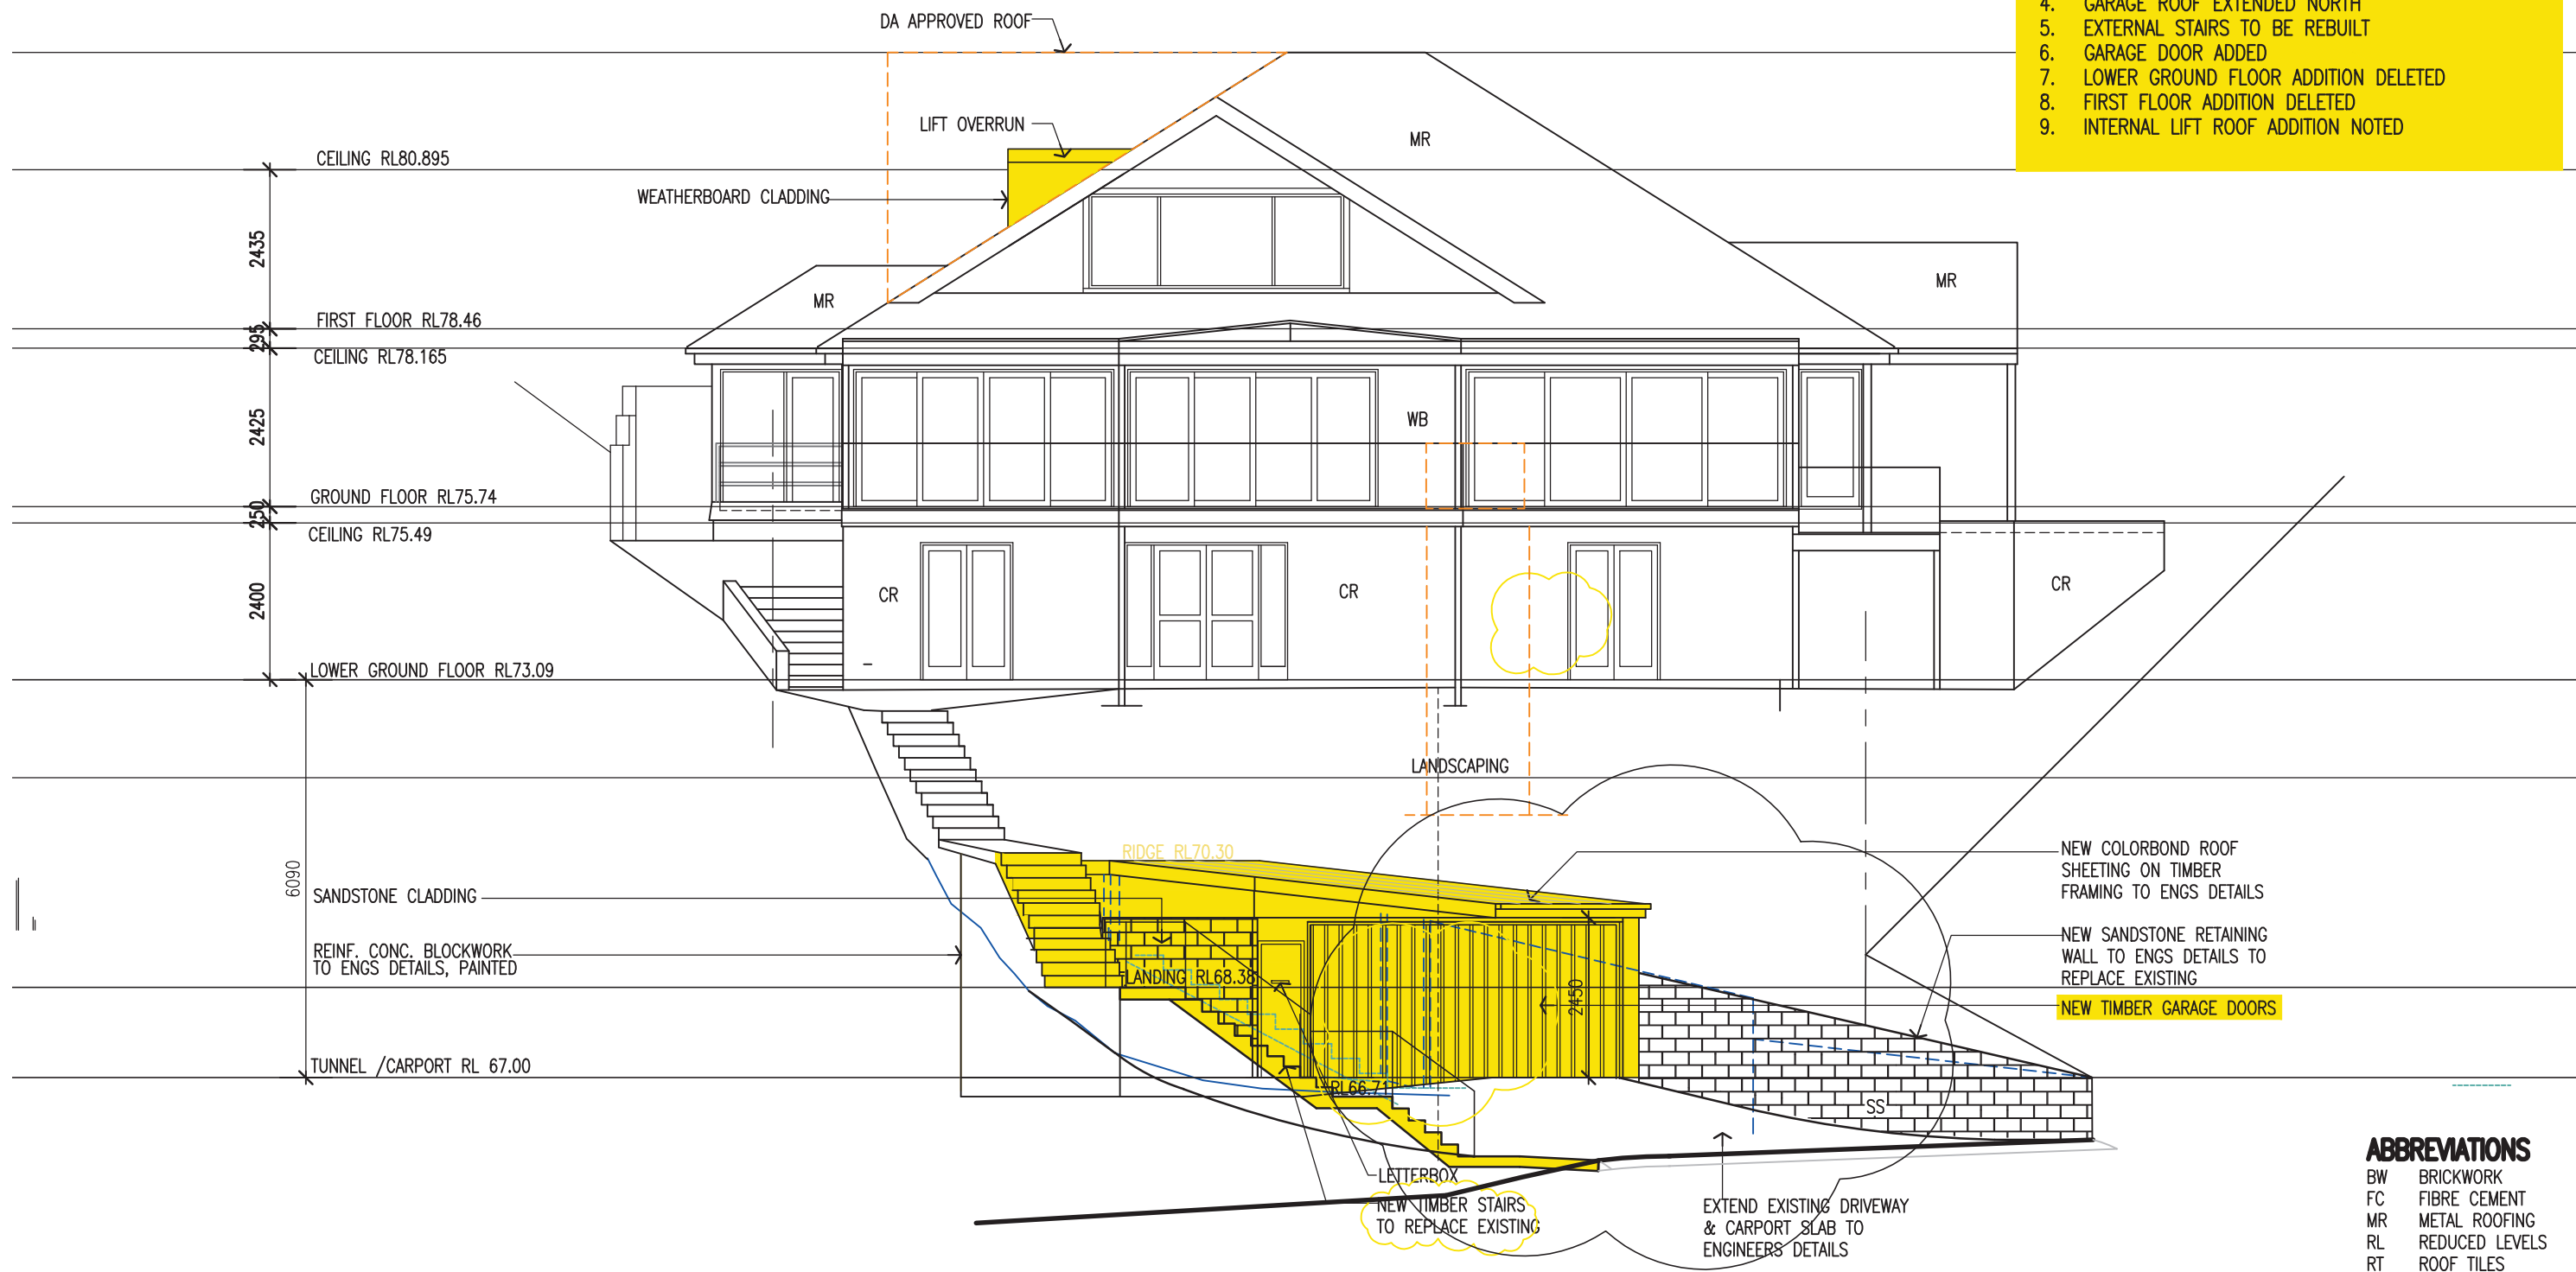 4. GARAGE ROOF EXTENDED NORTH
5. EXTERNAL STAIRS TO BE REBUILT
6. GARAGE DOOR ADDED
7. LOWER GROUND FLOOR ADDITION DELETED
8. FIRST FLOOR ADDITION DELETED
9. INTERNAL LIFT ROOF ADDITION NOTED
DA APPROVED ROOF
LIFT OVERRUN
MR
CEILING RL80.895
WEATHERBOARD CLADDING
2435
MR
MR
FIRST FLOOR RL78.46
295
CEILING RL78.165
2425
WB
GROUND FLOOR RL75.74
250
CEILING RL75.49
2400
CR
CR
CR
LOWER GROUND FLOOR RL73.09
LANDSCAPING
6090
RIDGE RL70.30
NEW COLORBOND ROOF
SHEETING ON TIMBER
FRAMING TO ENGS DETAILS
SANDSTONE CLADDING
NEW SANDSTONE RETAINING
WALL TO ENGS DETAILS TO
REPLACE EXISTING
REINF. CONC. BLOCKWORK
TO ENGS DETAILS, PAINTED
LANDING RL68.38
2450
NEW TIMBER GARAGE DOORS
TUNNEL /CARPORT RL 67.00
RL66.71
SS
LETTERBOX
NEW TIMBER STAIRS
TO REPLACE EXISTING
EXTEND EXISTING DRIVEWAY
& CARPORT SLAB TO
ENGINEERS DETAILS
ABBREVIATIONS
BW BRICKWORK
FC FIBRE CEMENT
MR METAL ROOFING
RL REDUCED LEVELS
RT ROOF TILES